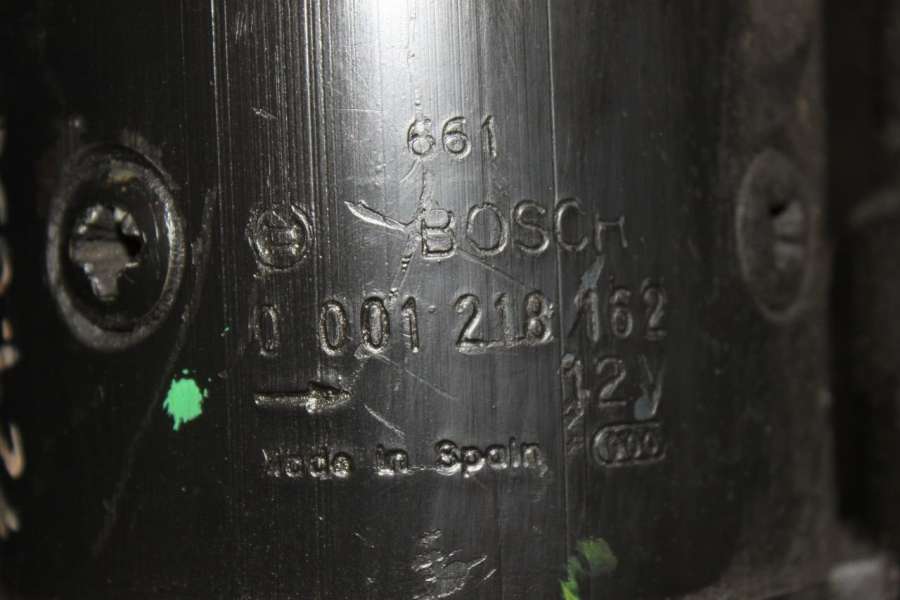 661
BOSCH
0 001 218 162
12V
Made in Spain